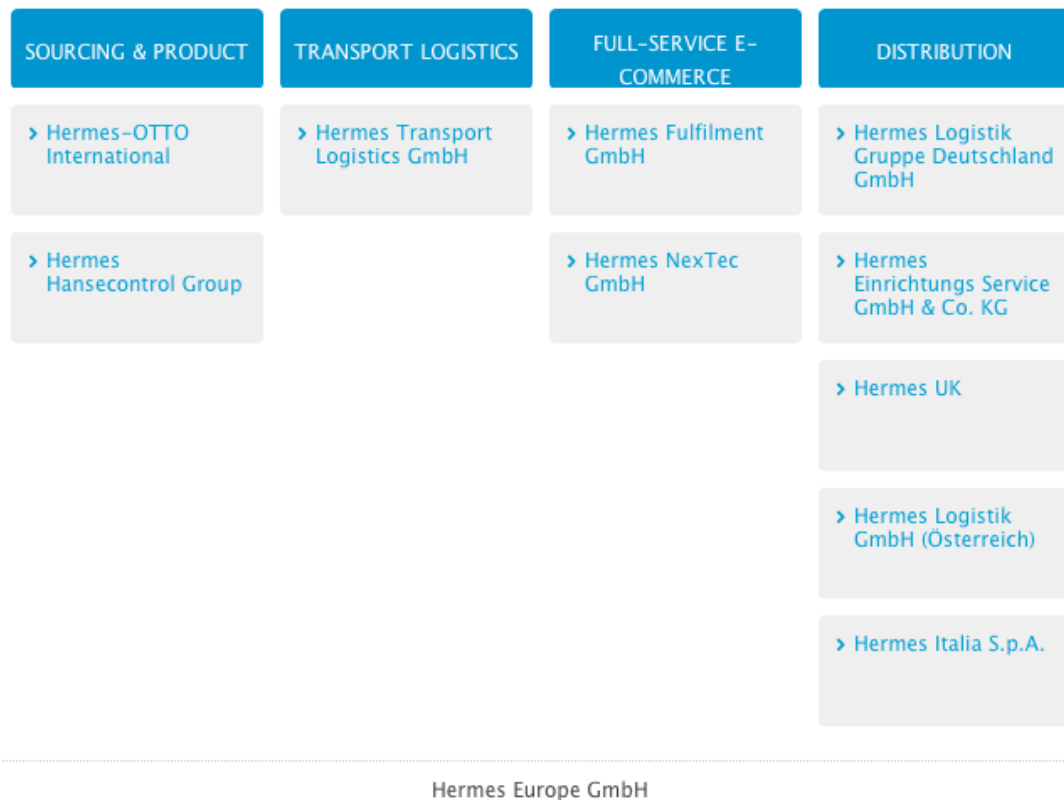 SOURCING & PRODUCT
Hermes-OTTO
International
Hermes
Hansecontrol Group
TRANSPORT LOGISTICS
Hermes Transport
Logistics GmbH
FULL-SERVICE E-
COMMERCE
Hermes Fulfilment
GmbH
Hermes NexTec
GmbH
DISTRIBUTION
Hermes Logistik
Gruppe Deutschland
GmbH
Hermes
Einrichtungs Service
GmbH & Co. KG
Hermes UK
Hermes Logistik
GmbH (Österreich)
Hermes Italia S.p.A.
Hermes Europe GmbH